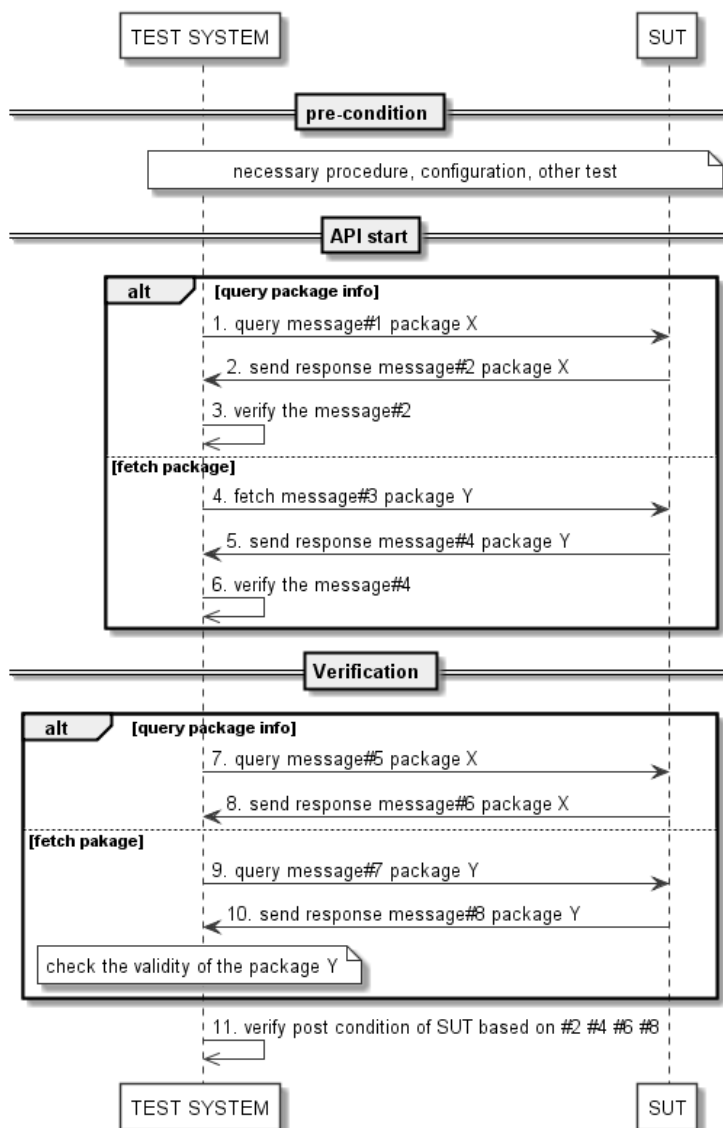 TEST SYSTEM SUT
pre-condition
necessary procedure, configuration, other test
API start
alt [query package info]
1. query message#1 package X
2. send response message#2 package X
3. verify the message#2
[fetch package]
4. fetch message#3 package Y
5. send response message#4 package Y
6. verify the message#4
Verification
alt [query package info]
7. query message#5 package X
8. send response message#6 package X
[fetch pakage]
9. query message#7 package Y
10. send response message#8 package Y
check the validity of the package Y
11. verify post condition of SUT based on #2 #4 #6 #8
TEST SYSTEM SUT